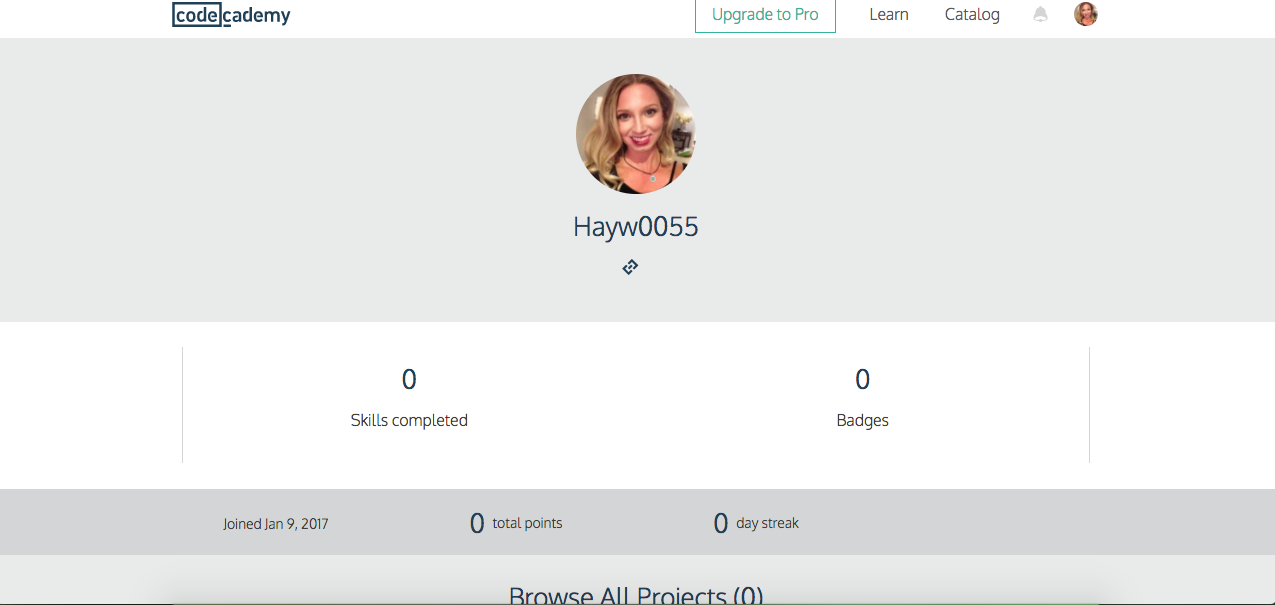 codecademy
Upgrade to Pro
Learn
Catalog
Hayw0055
0
Skills completed
0
Badges
Joined Jan 9, 2017
0 total points
0 day streak
Browse All Projects (0)